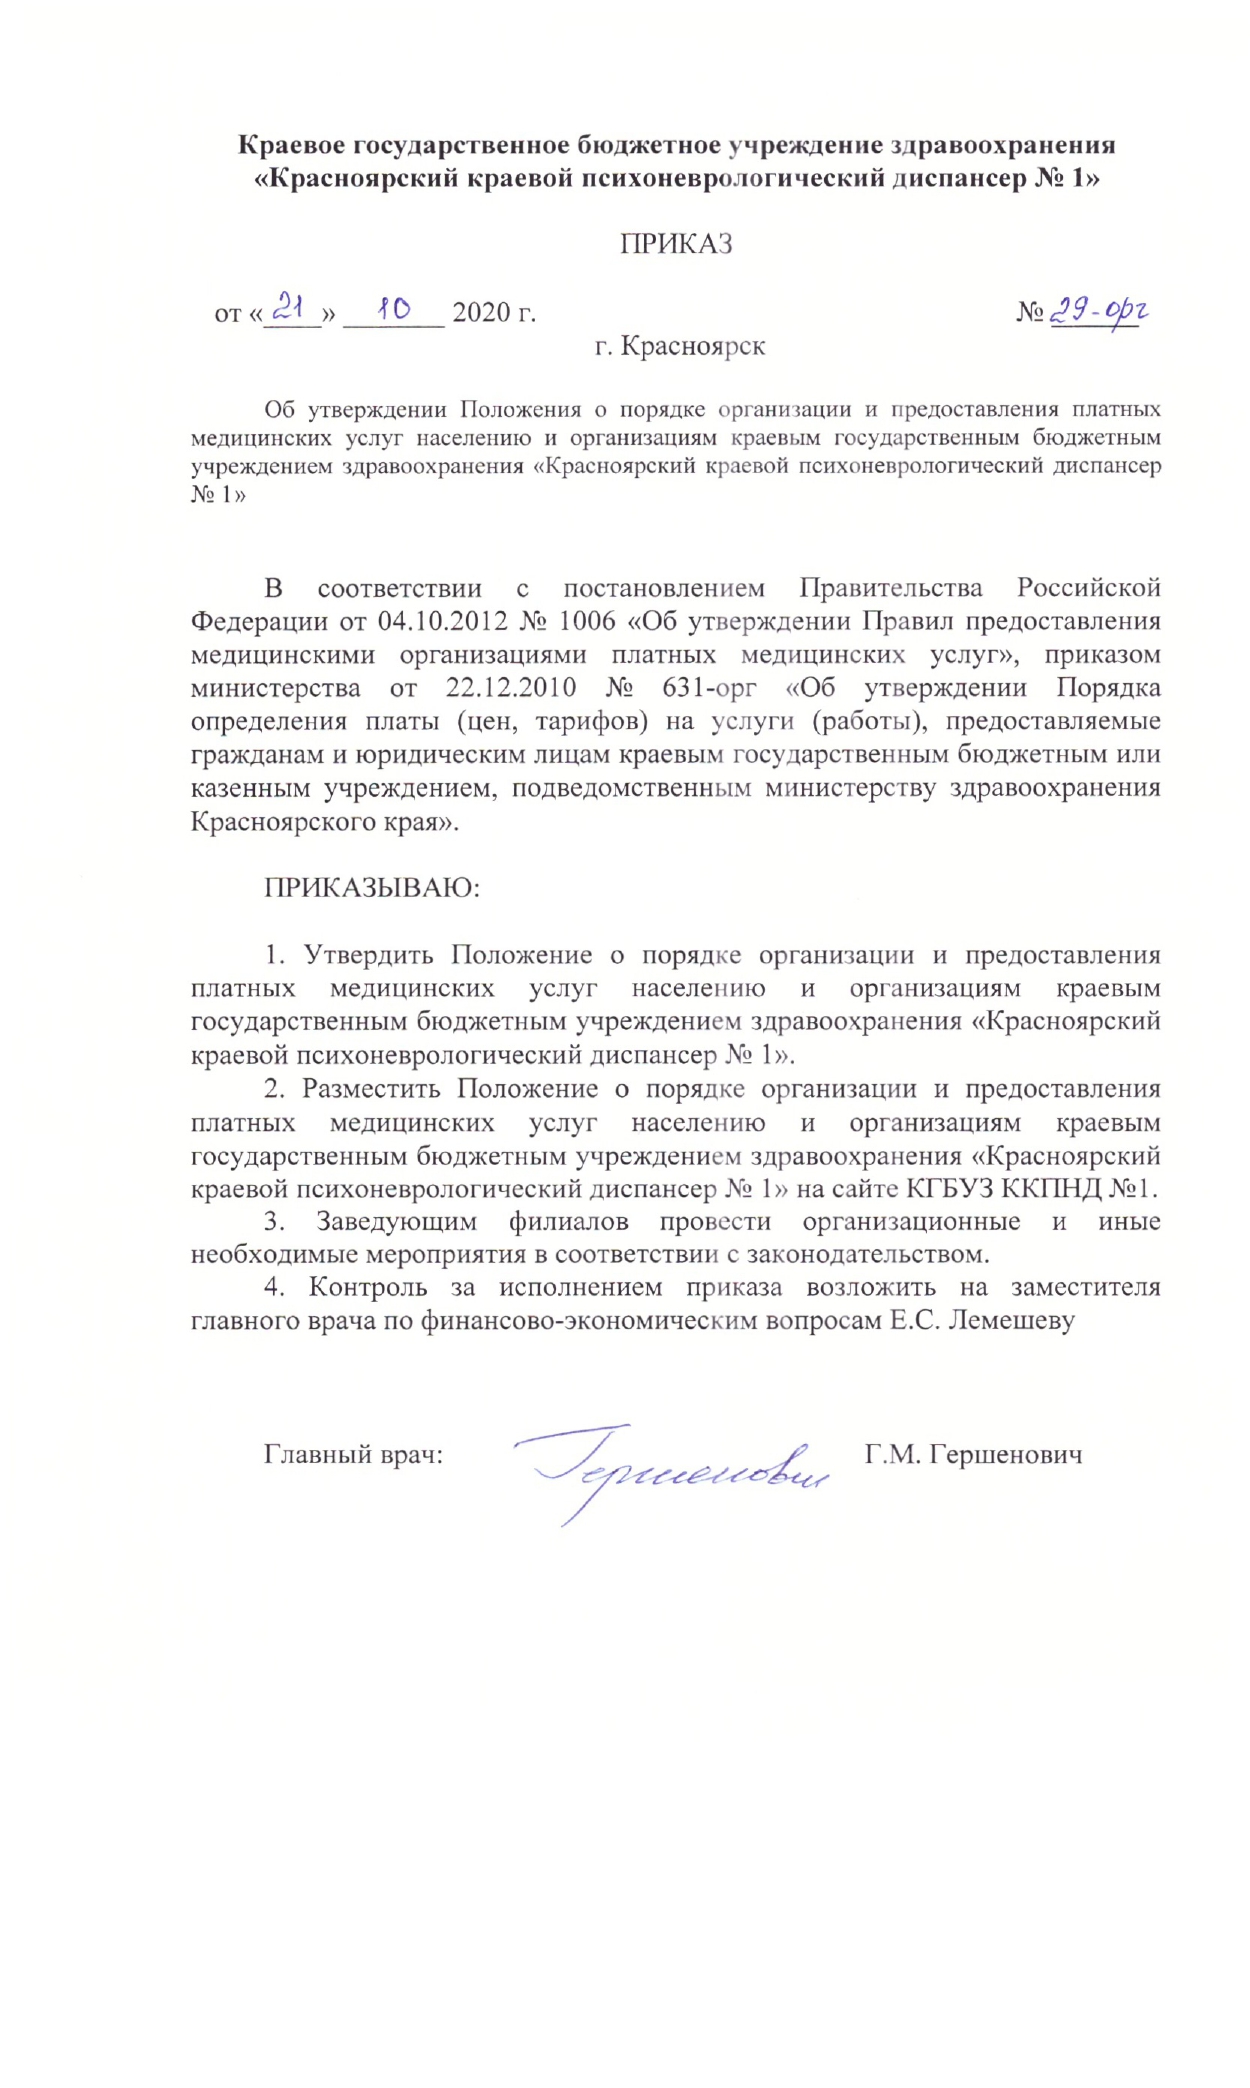 Краевое государственное бюджетное учреждение здравоохранения
«Красноярский краевой психоневрологический диспансер № 1»
ПРИКАЗ
от «21» 10 2020 г. № 29-орг
г. Красноярск
Об утверждении Положения о порядке организации и предоставления платных
медицинских услуг населению и организациям краевым государственным бюджетным
учреждением здравоохранения «Красноярский краевой психоневрологический диспансер
№ 1»
В соответствии с постановлением Правительства Российской
Федерации от 04.10.2012 № 1006 «Об утверждении Правил предоставления
медицинскими организациями платных медицинских услуг», приказом
министерства от 22.12.2010 № 631-орг «Об утверждении Порядка
определения платы (цен, тарифов) на услуги (работы), предоставляемые
гражданам и юридическим лицам краевым государственным бюджетным или
казенным учреждением, подведомственным министерству здравоохранения
Красноярского края».
ПРИКАЗЫВАЮ:
1. Утвердить Положение о порядке организации и предоставления
платных медицинских услуг населению и организациям краевым
государственным бюджетным учреждением здравоохранения «Красноярский
краевой психоневрологический диспансер № 1».
2. Разместить Положение о порядке организации и предоставления
платных медицинских услуг населению и организациям краевым
государственным бюджетным учреждением здравоохранения «Красноярский
краевой психоневрологический диспансер № 1» на сайте КГБУЗ ККПНД №1.
3. Заведующим филиалов провести организационные и иные
необходимые мероприятия в соответствии с законодательством.
4. Контроль за исполнением приказа возложить на заместителя
главного врача по финансово-экономическим вопросам Е.С. Лемешеву
Главный врач: Гершенович Г.М. Гершенович